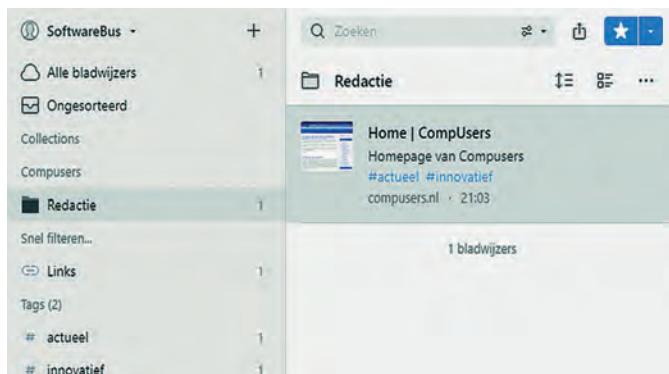 SoftwareBus
Alle bladwijzers 1
Ongesorteerd
Collections
Compusers
Redactie 1
Snel filteren...
Links 1
Tags (2)
# actueel 1
# innovatief 1
Zoeken
Redactie
Home | CompUsers
Homepage van Compusers
#actueel #innovatief
compusers.nl · 21:03
1 bladwijzers